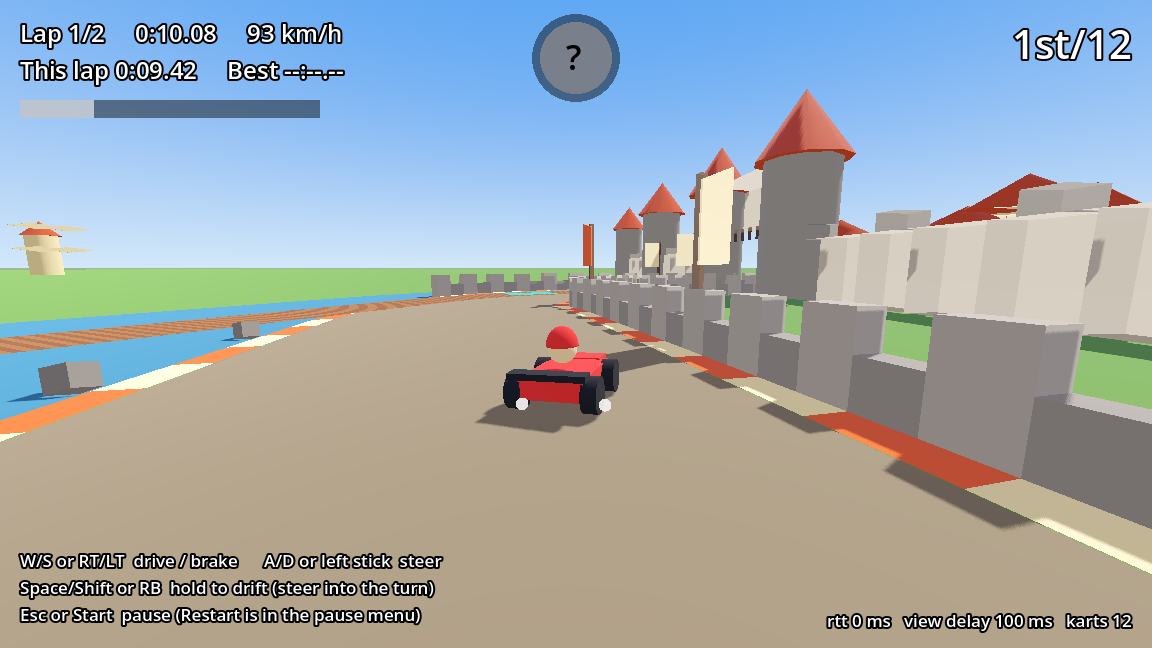 Lap 1/2 0:10.08 93 km/h
This lap 0:09.42 Best --:--.--
?
1st/12
W/S or RT/LT drive / brake A/D or left stick steer
Space/Shift or RB hold to drift (steer into the turn)
Esc or Start pause (Restart is in the pause menu)
rtt 0 ms view delay 100 ms karts 12